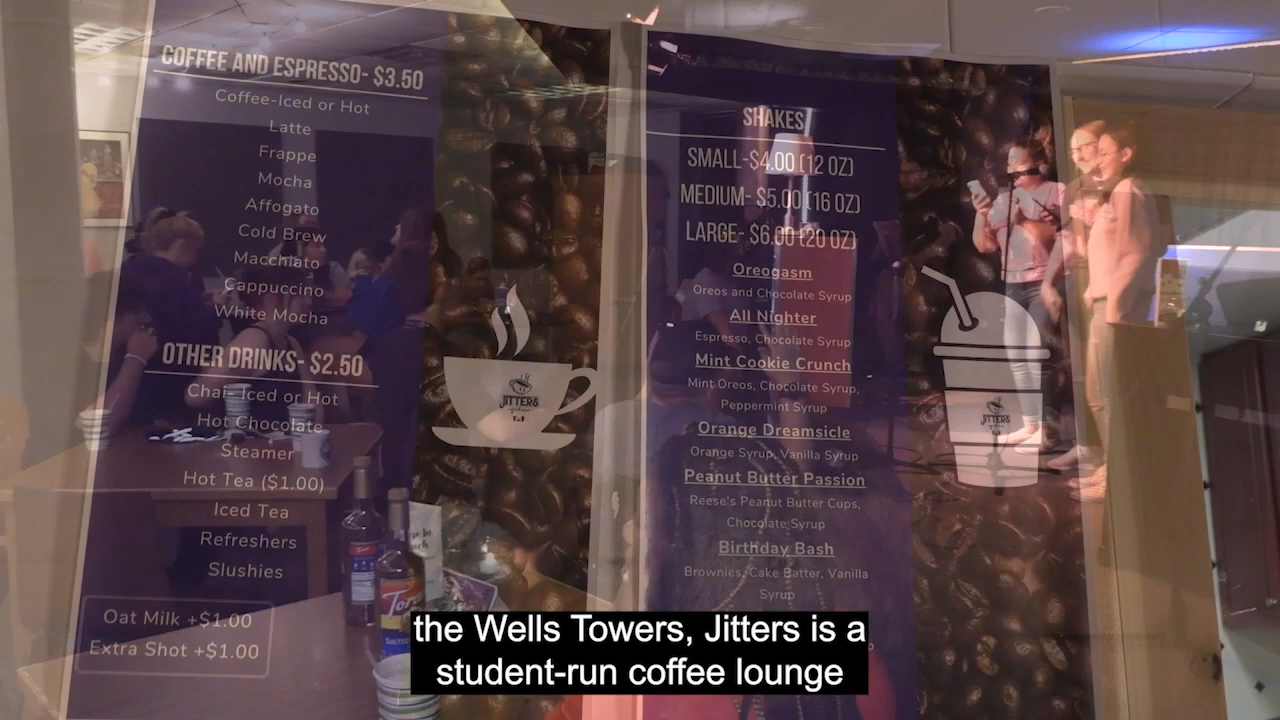 COFFEE AND ESPRESSO- $3.50
Coffee-Iced or Hot
Latte
Frappe
Mocha
Affogato
Cold Brew
Macchiato
Cappuccino
White Mocha
OTHER DRINKS- $2.50
Chai- Iced or Hot
Hot Chocolate
Steamer
Hot Tea ($1.00)
Iced Tea
Refreshers
Slushies
Oat Milk +$1.00
Extra Shot +$1.00
JITTERS
SHAKES
SMALL-$4.00 (12 OZ)
MEDIUM- $5.00 (16 OZ)
LARGE- $6.00 (20 OZ)
Oreogasm
Oreos and Chocolate Syrup
All Nighter
Espresso, Chocolate Syrup
Mint Cookie Crunch
Mint Oreos, Chocolate Syrup,
Peppermint Syrup
Orange Dreamsicle
Orange Syrup, Vanilla Syrup
Peanut Butter Passion
Reese's Peanut Butter Cups,
Chocolate Syrup
Birthday Bash
Brownies, Cake Batter, Vanilla
Syrup
JITTERS
the Wells Towers, Jitters is a
student-run coffee lounge